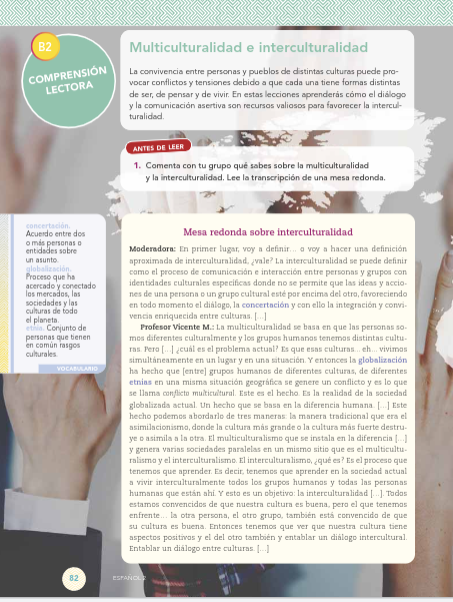 B2
COMPRENSIÓN
LECTORA
Multiculturalidad e interculturalidad
La convivencia entre personas y pueblos de distintas culturas puede pro-
vocar conflictos y tensiones debido a que cada una tiene formas distintas
de ser, de pensar y de vivir. En estas lecciones aprenderás cómo el diálogo
y la comunicación asertiva son recursos valiosos para favorecer la intercul-
turalidad.
ANTES DE LEER
1. Comenta con tu grupo qué sabes sobre la multiculturalidad
y la interculturalidad. Lee la transcripción de una mesa redonda.
concertación.
Acuerdo entre dos
o más personas o
entidades sobre
un asunto.
globalización.
Proceso que ha
acercado y conectado
los mercados, las
sociedades y las
culturas de todo
el planeta.
etnia. Conjunto de
personas que tienen
en común rasgos
culturales.
VOCABULARIO
Mesa redonda sobre interculturalidad
Moderadora: En primer lugar, voy a definir... o voy a hacer una definición
aproximada de interculturalidad, ¿vale? La interculturalidad se puede definir
como el proceso de comunicación e interacción entre personas y grupos con
identidades culturales específicas donde no se permite que las ideas y accio-
nes de una persona o un grupo cultural esté por encima del otro, favoreciendo
en todo momento el diálogo, la concertación y con ello la integración y convi-
vencia enriquecida entre culturas. [...]
Profesor Vicente M.: La multiculturalidad se basa en que las personas so-
mos diferentes culturalmente y los grupos humanos tenemos distintas cultu-
ras. Pero [...] ¿cuál es el problema actual? Es que esas culturas... eh... vivimos
simultáneamente en un lugar y en una situación. Y entonces la globalización
ha hecho que [entre] grupos humanos de diferentes culturas, de diferentes
etnias en una misma situación geográfica se genere un conflicto y es lo que
se llama conflicto multicultural. Este es el hecho. Es la realidad de la sociedad
globalizada actual. Un hecho que se basa en la diferencia humana. [...] Este
hecho podemos abordarlo de tres maneras: la manera tradicional que era el
asimilacionismo, donde la cultura más grande o la cultura más fuerte destru-
ye o asimila a la otra. El multiculturalismo que se instala en la diferencia [...]
y genera varias sociedades paralelas en un mismo sitio que es el multicultu-
ralismo y el interculturalismo. El interculturalismo, ¿qué es? Es el proceso que
tenemos que aprender. Es decir, tenemos que aprender en la sociedad actual
a vivir interculturalmente todos los grupos humanos y todas las personas
humanas que están ahí. Y esto es un objetivo: la interculturalidad [...]. Todos
estamos convencidos de que nuestra cultura es buena, pero el que tenemos
enfrente... la otra persona, el otro grupo, también está convencido de que
su cultura es buena. Entonces tenemos que ver que nuestra cultura tiene
aspectos positivos y el del otro también y entablar un diálogo intercultural.
Entablar un diálogo entre culturas. [...]
82
ESPAÑOL 2